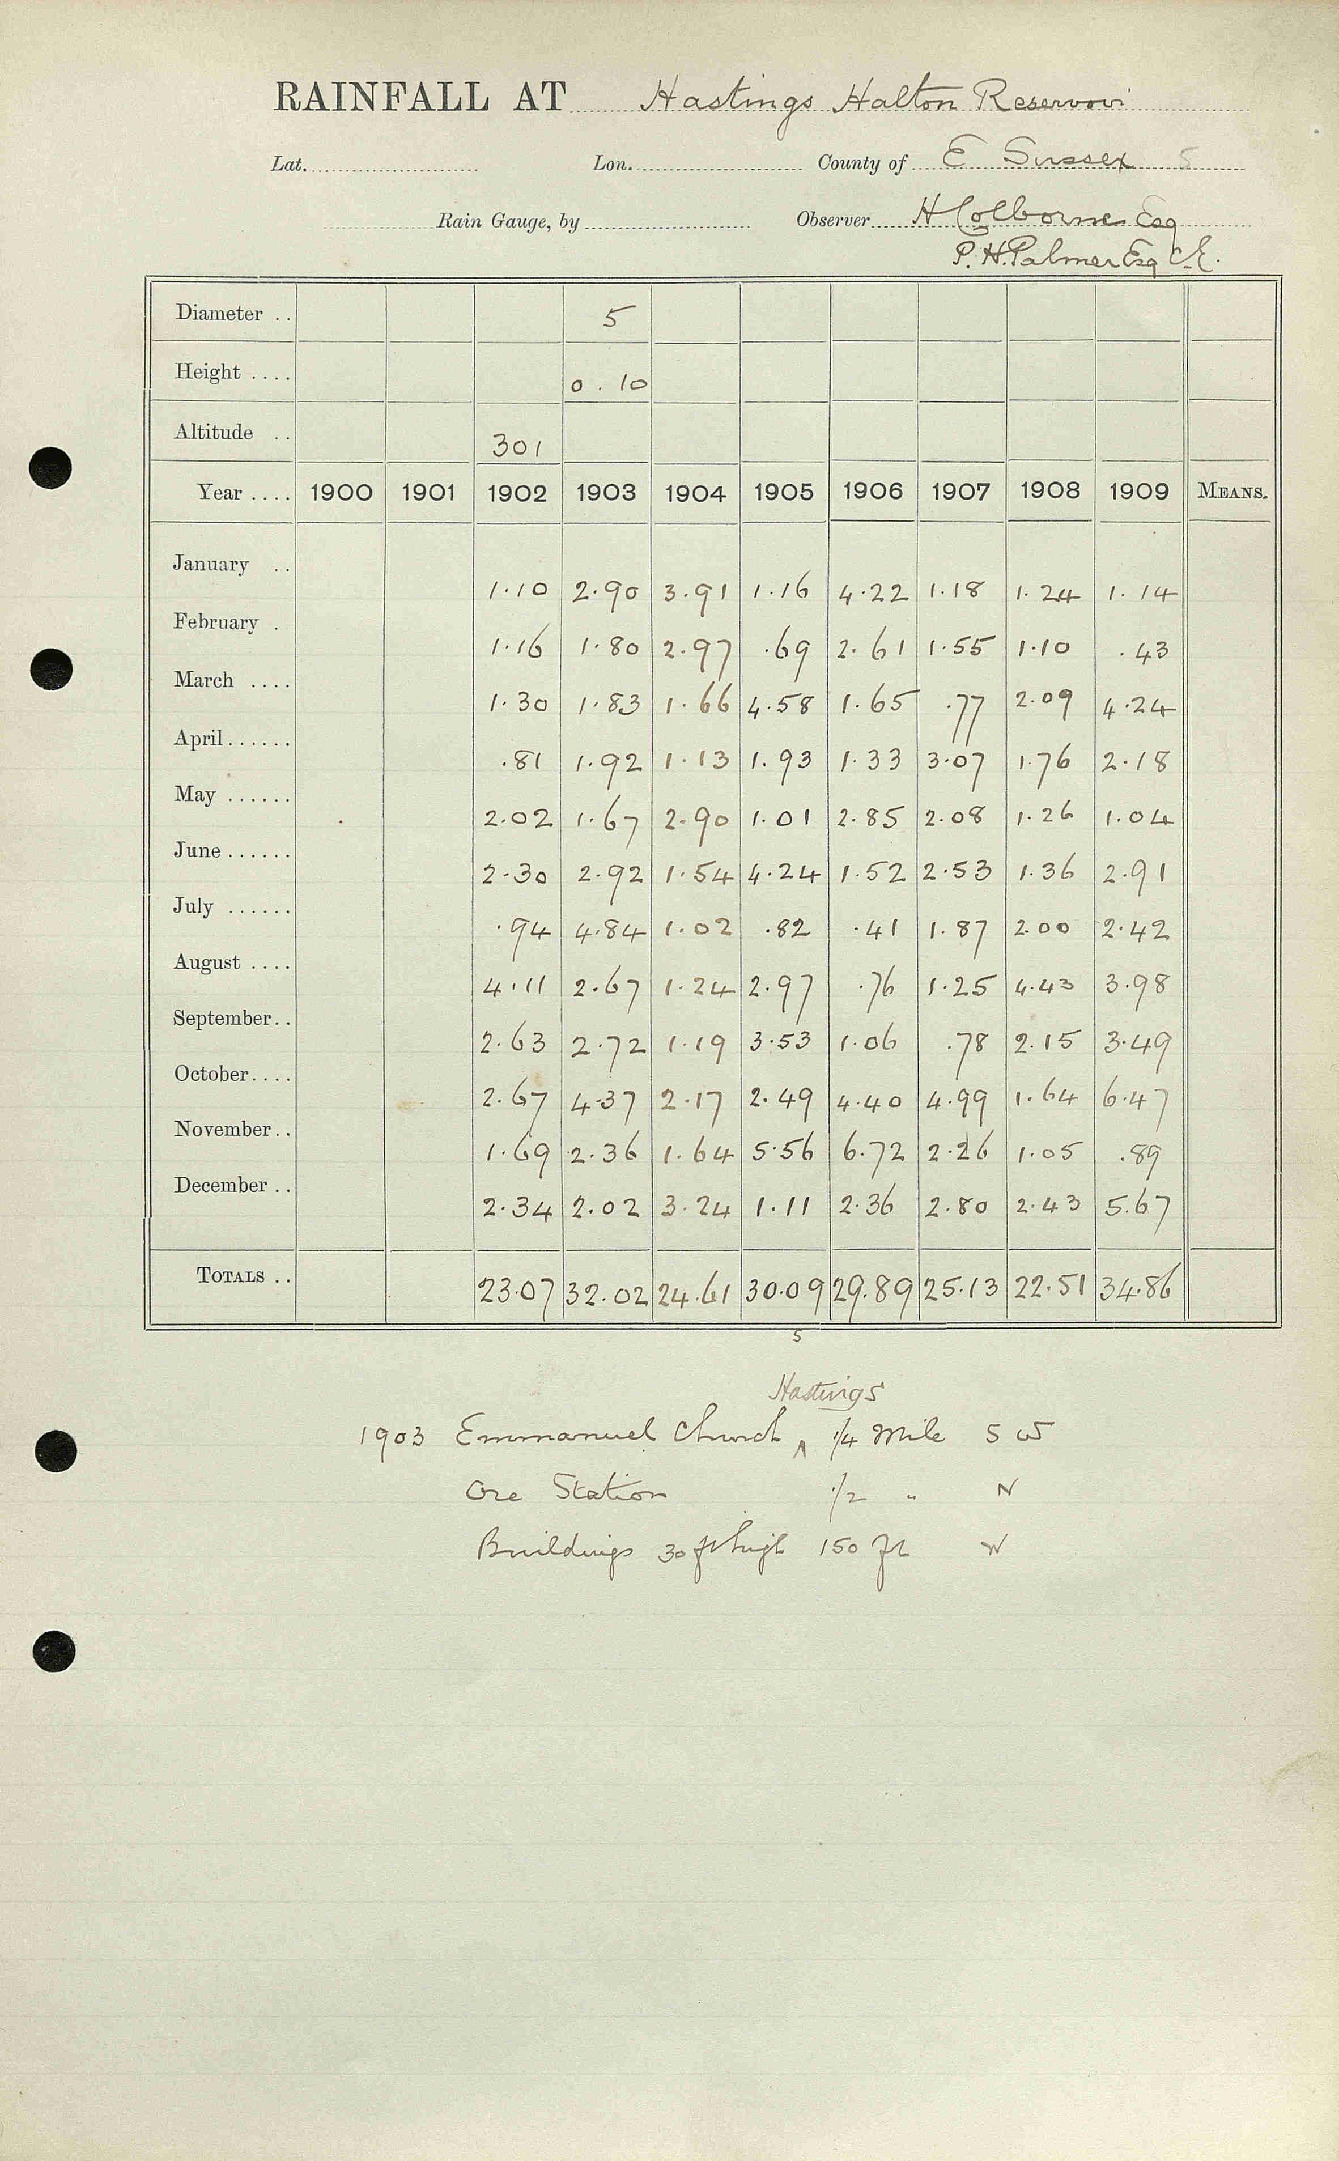 RAINFALL AT Hastings Halton Reservoir
Lat. Lon. County of E Sussex 5
Rain Gauge, by Observer H Colborne Esq
P. H. Palmer Esq C.E.
Diameter .. 5
Height .... 0.10
Altitude .. 301
Year .... 1900 1901 1902 1903 1904 1905 1906 1907 1908 1909 MEANS.
January .. 1.10 2.90 3.91 1.16 4.22 1.18 1.24 1.14
February . 1.16 1.80 2.97 .69 2.61 1.55 1.10 .43
March .... 1.30 1.83 1.66 4.58 1.65 .77 2.09 4.24
April...... .81 1.92 1.13 1.93 1.33 3.07 1.76 2.18
May ...... 2.02 1.67 2.90 1.01 2.85 2.08 1.26 1.04
June ...... 2.30 2.92 1.54 4.24 1.52 2.53 1.36 2.91
July ...... .94 4.84 1.02 .82 .41 1.87 2.00 2.42
August .... 4.11 2.67 1.24 2.97 .76 1.25 4.43 3.98
September.. 2.63 2.72 1.19 3.53 1.06 .78 2.15 3.49
October.... 2.67 4.37 2.17 2.49 4.40 4.99 1.64 6.47
November.. 1.69 2.36 1.64 5.56 6.72 2.26 1.05 .89
December .. 2.34 2.02 3.24 1.11 2.36 2.80 2.43 5.67
TOTALS .. 23.07 32.02 24.61 30.09 29.89 25.13 22.51 34.86
5
Hastings
1903 Emmanuel Church ^ 1/4 Mile S W
Ore Station 1/2 " N
Buildings 30 ft high 150 ft W